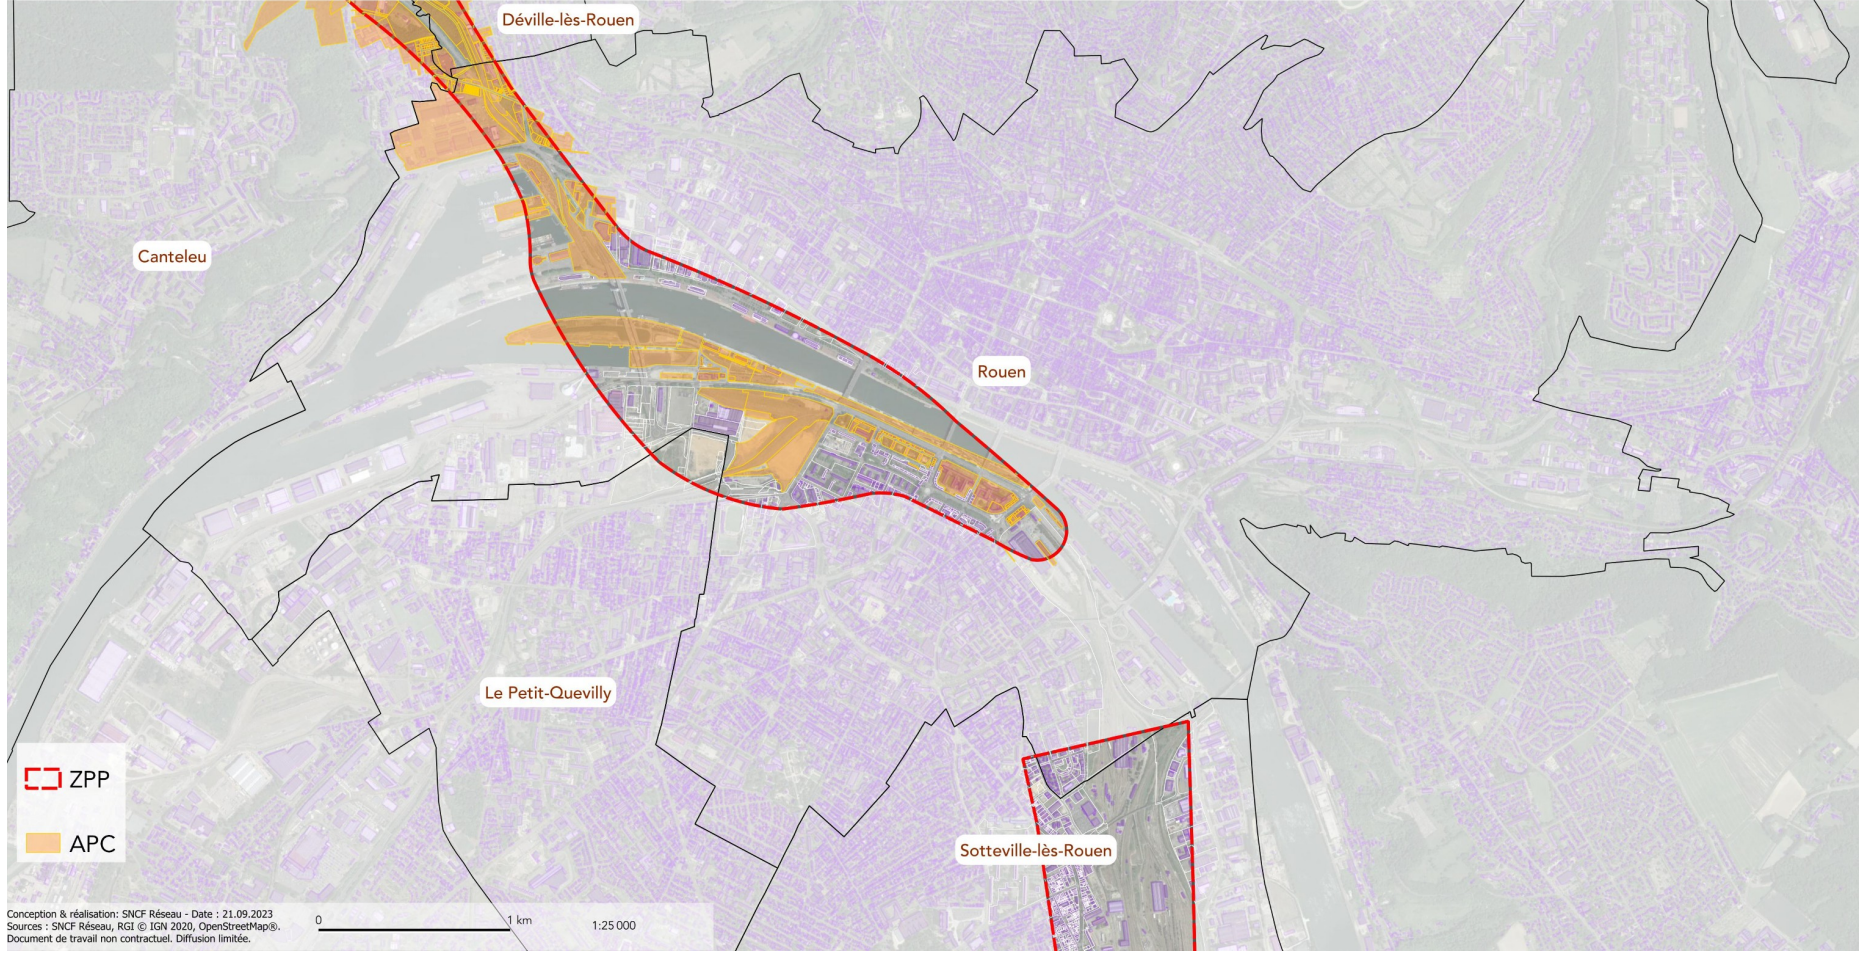 Déville-lès-Rouen
Canteleu
Rouen
Le Petit-Quevilly
Sotteville-lès-Rouen
ZPP
APC
Conception & réalisation: SNCF Réseau - Date : 21.09.2023
Sources : SNCF Réseau, RGI © IGN 2020, OpenStreetMap®.
Document de travail non contractuel. Diffusion limitée.
0 1 km
1:25 000